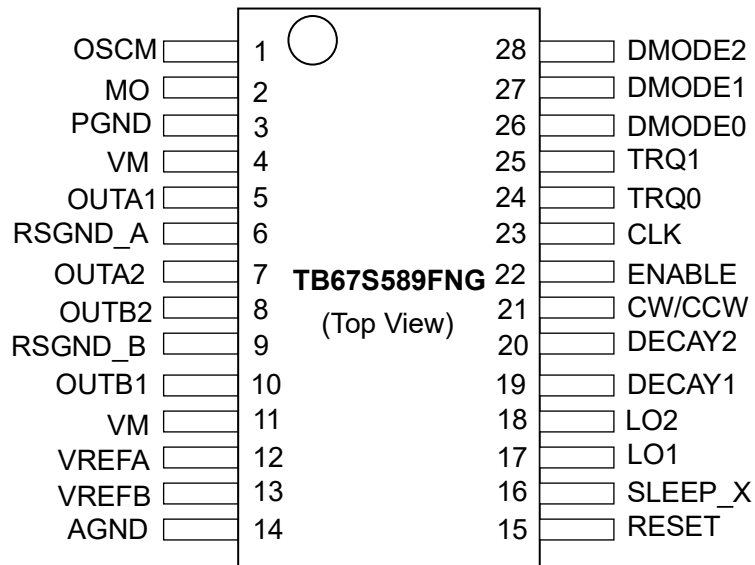 OSCM 1 28 DMODE2
MO 2 27 DMODE1
PGND 3 26 DMODE0
VM 4 25 TRQ1
OUTA1 5 24 TRQ0
RSGND_A 6 23 CLK
OUTA2 7 TB67S589FNG 22 ENABLE
OUTB2 8 (Top View) 21 CW/CCW
RSGND_B 9 20 DECAY2
OUTB1 10 19 DECAY1
VM 11 18 LO2
VREFA 12 17 LO1
VREFB 13 16 SLEEP_X
AGND 14 15 RESET